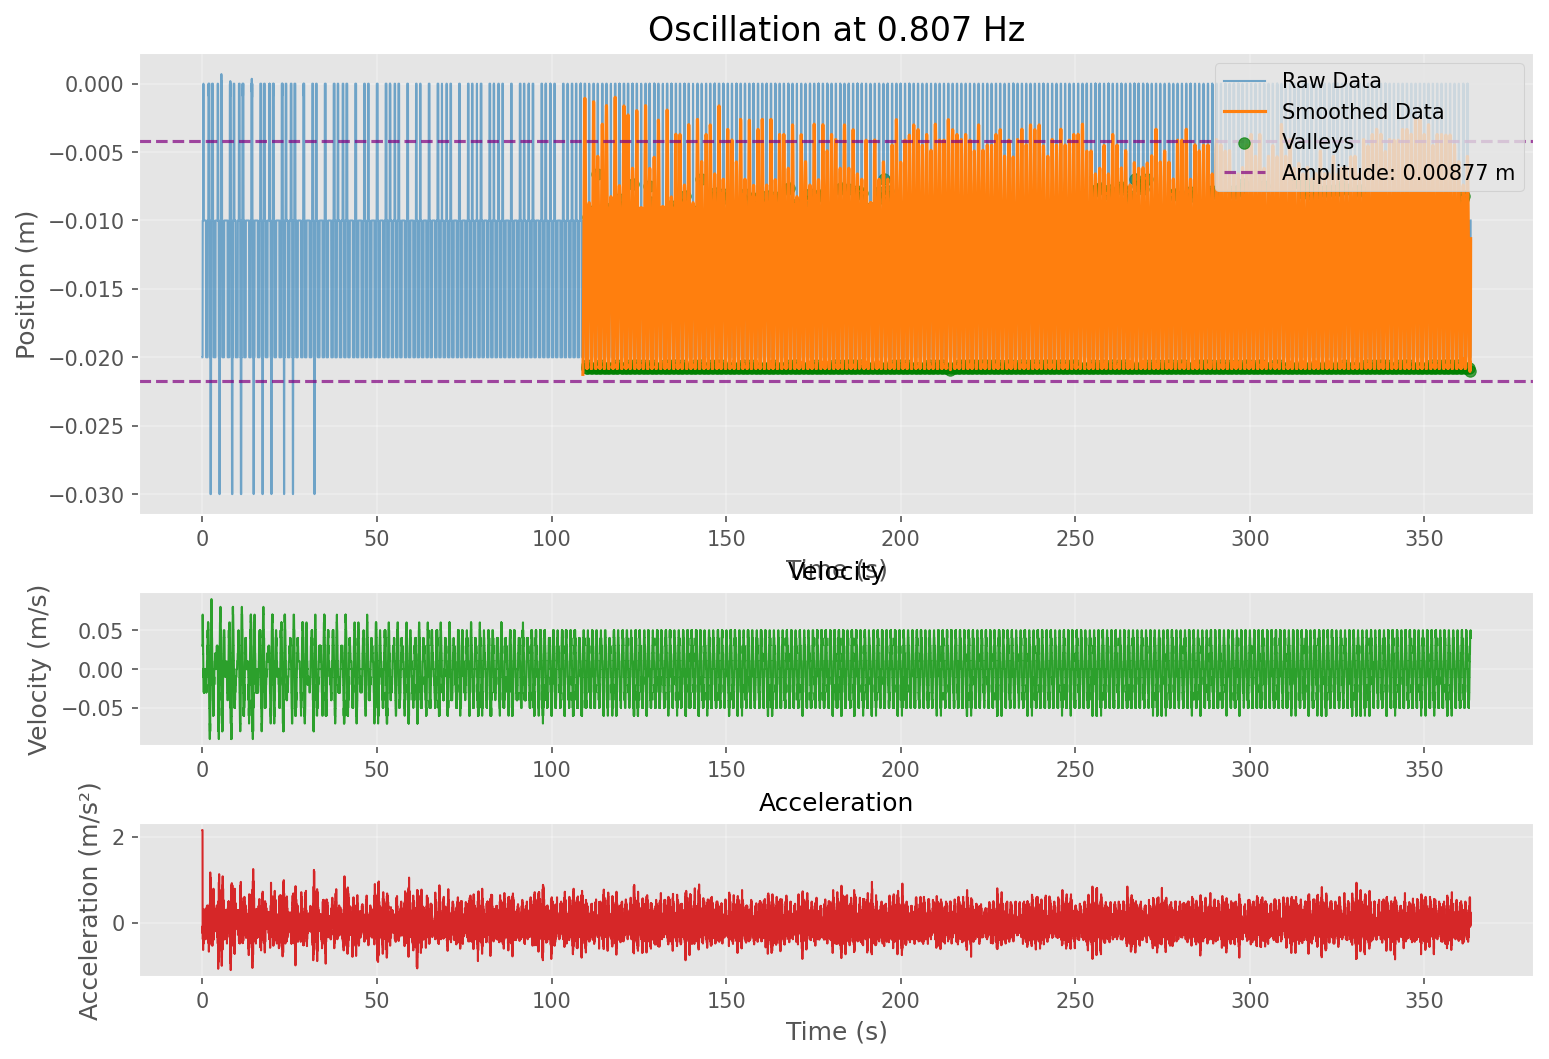 Oscillation at 0.807 Hz
Raw Data
Smoothed Data
Valleys
Amplitude: 0.00877 m
Position (m)
0.000
−0.005
−0.010
−0.015
−0.020
−0.025
−0.030
0 50 100 150 200 250 300 350
Time (s)
Velocity
Velocity (m/s)
0.05
0.00
−0.05
0 50 100 150 200 250 300 350
Acceleration
Acceleration (m/s²)
2
0
0 50 100 150 200 250 300 350
Time (s)